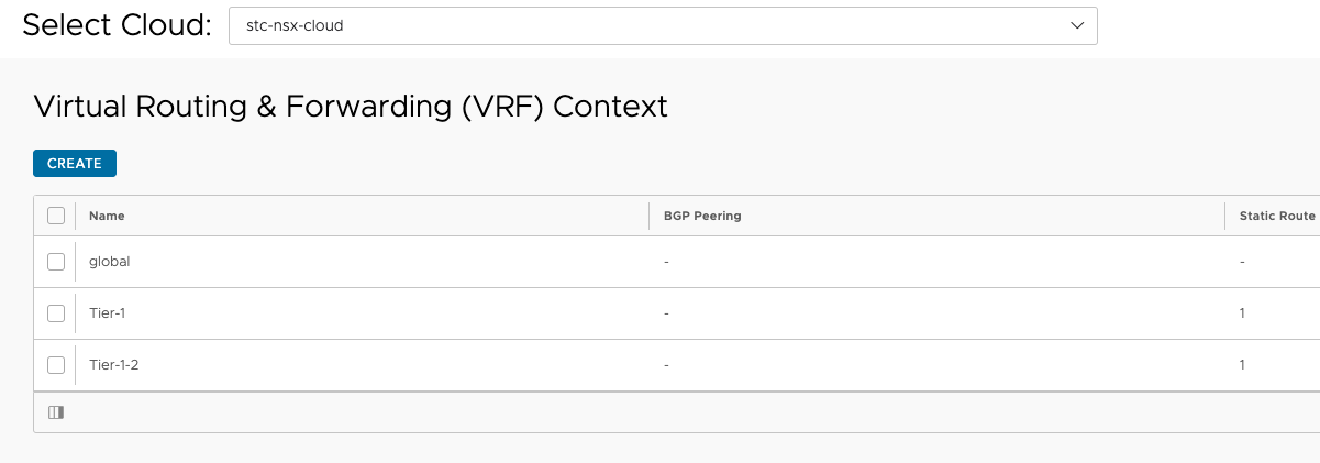 Select Cloud: stc-nsx-cloud
Virtual Routing & Forwarding (VRF) Context
CREATE
Name BGP Peering Static Route
global - -
Tier-1 - 1
Tier-1-2 - 1